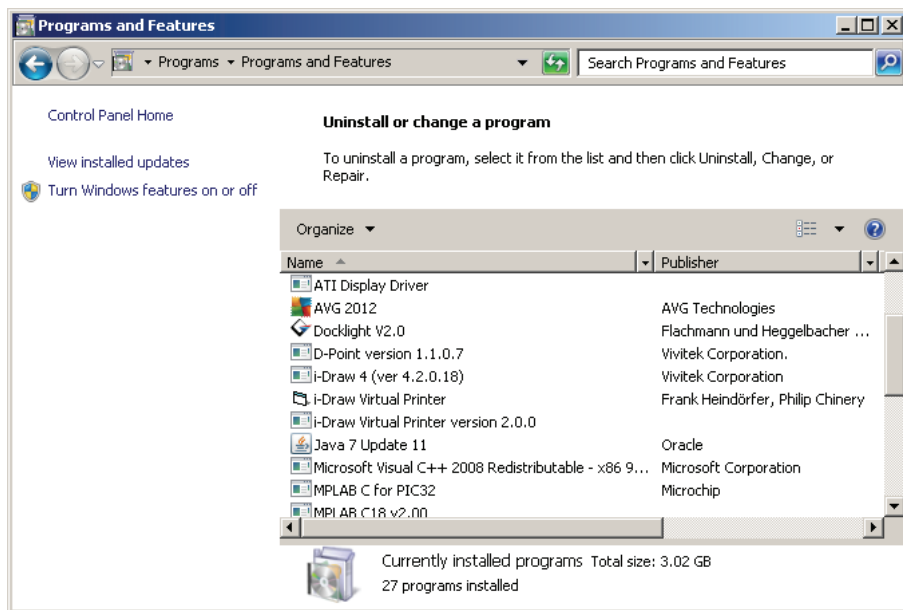 Programs and Features
Programs Programs and Features Search Programs and Features
Control Panel Home
View installed updates
Turn Windows features on or off
Uninstall or change a program
To uninstall a program, select it from the list and then click Uninstall, Change, or
Repair.
Organize
Name Publisher
ATI Display Driver
AVG 2012 AVG Technologies
Docklight V2.0 Flachmann und Heggelbacher ...
D-Point version 1.1.0.7 Vivitek Corporation.
i-Draw 4 (ver 4.2.0.18) Vivitek Corporation
i-Draw Virtual Printer Frank Heindörfer, Philip Chinery
i-Draw Virtual Printer version 2.0.0
Java 7 Update 11 Oracle
Microsoft Visual C++ 2008 Redistributable - x86 9... Microsoft Corporation
MPLAB C for PIC32 Microchip
MPLAB C18 v2.00
Currently installed programs Total size: 3.02 GB
27 programs installed